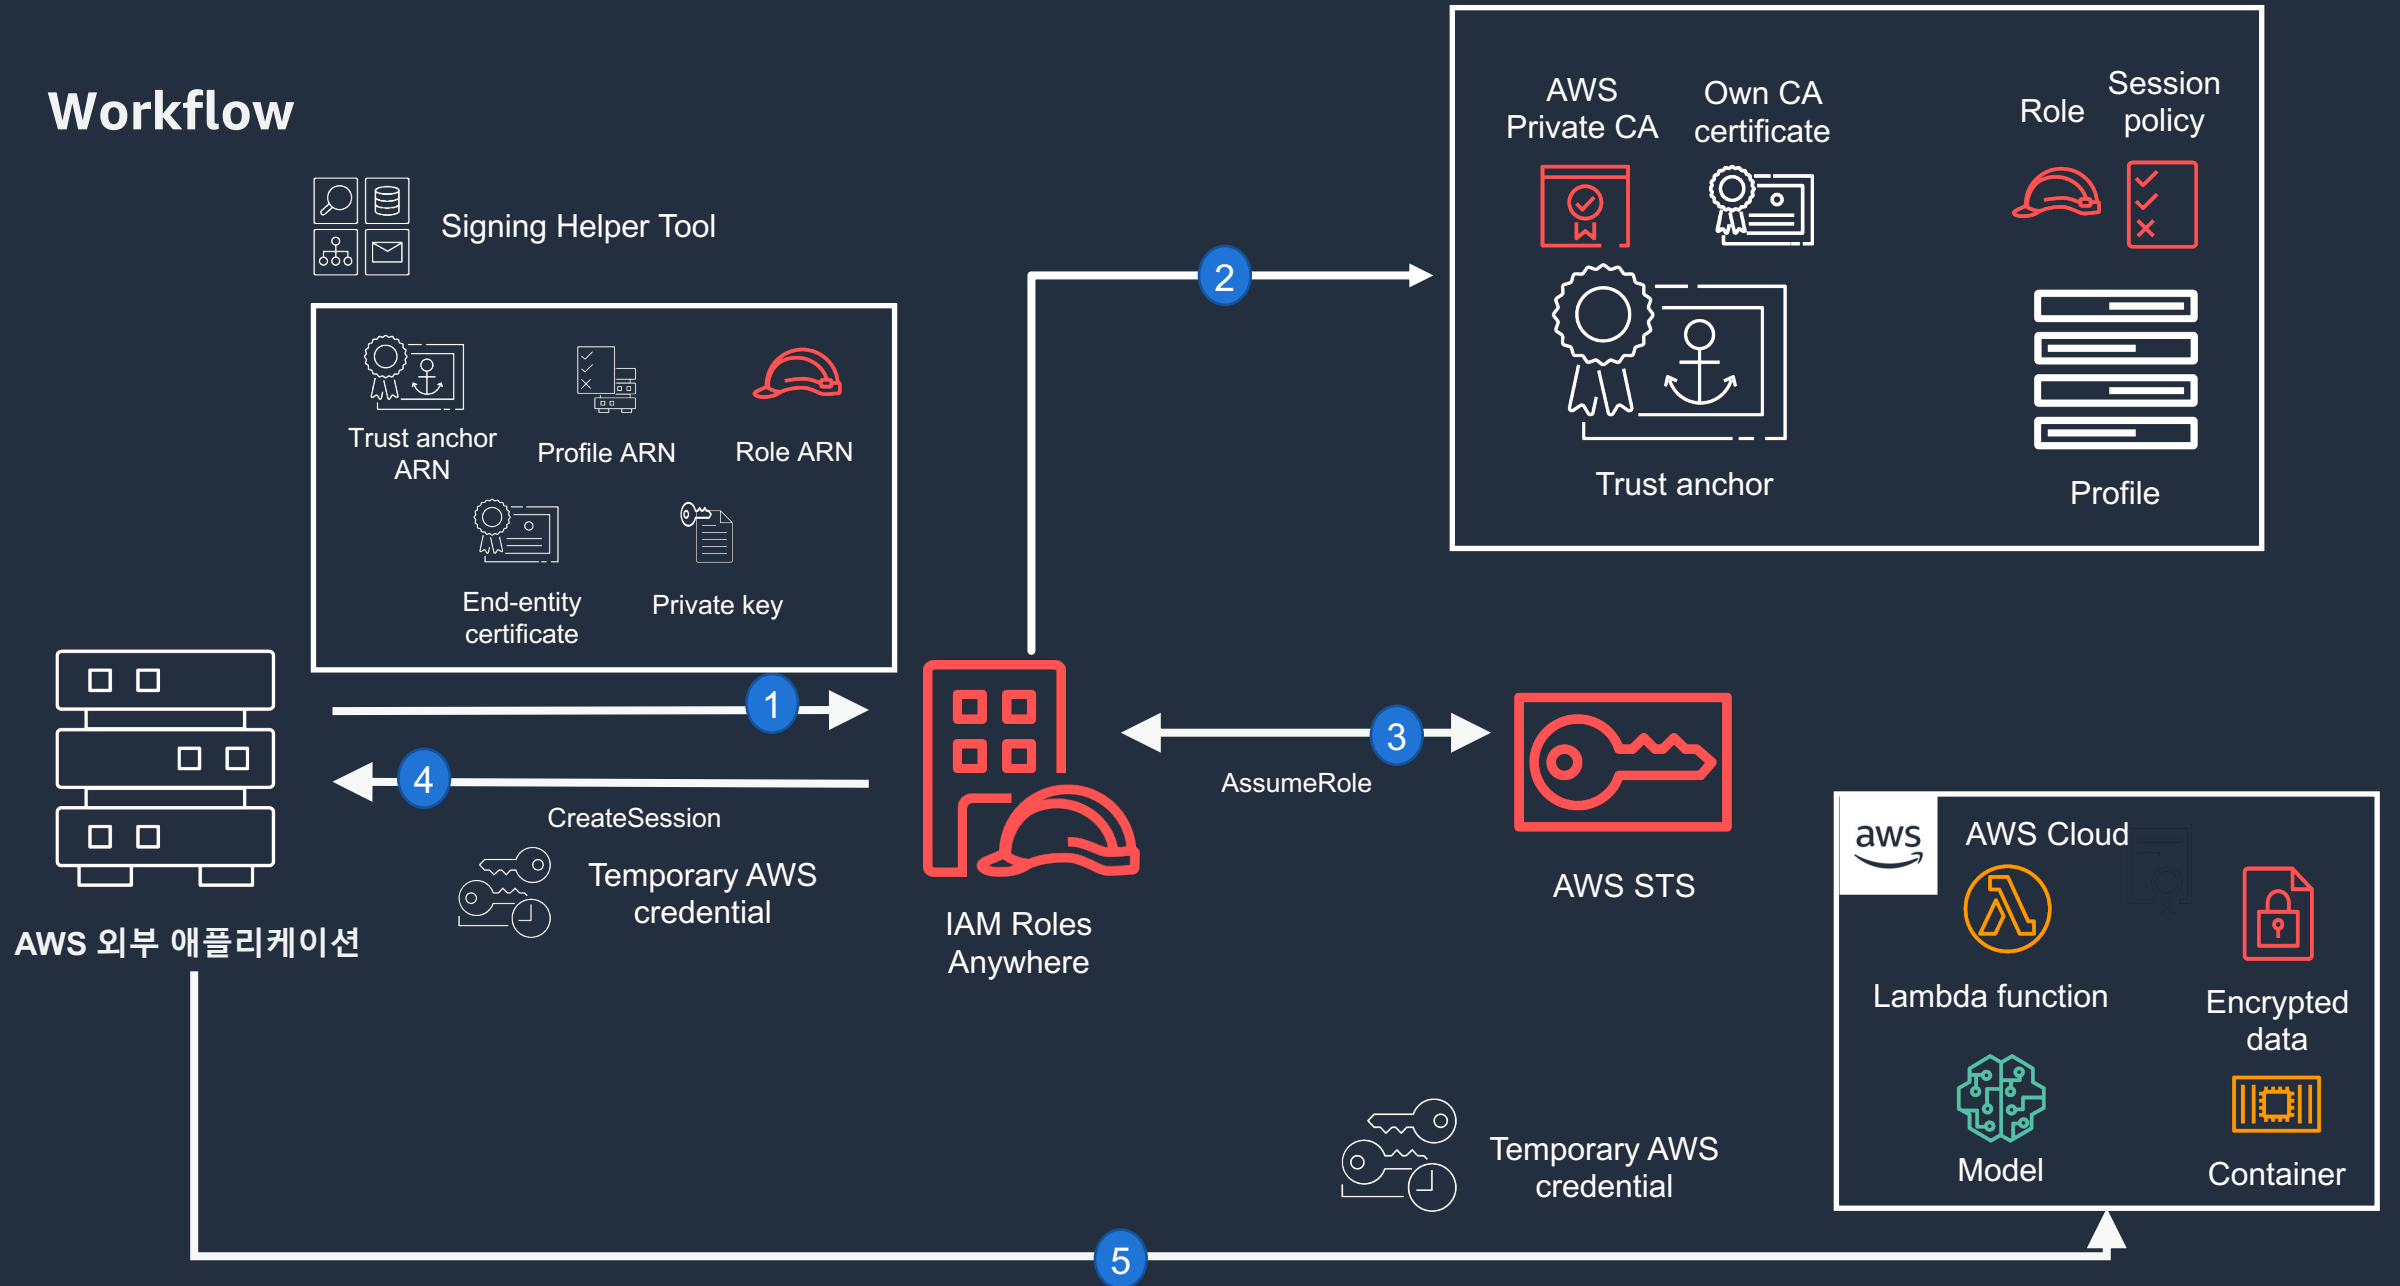 Workflow
Signing Helper Tool
Trust anchor
ARN
Profile ARN
Role ARN
End-entity
certificate
Private key
1
2
AWS
Private CA
Own CA
certificate
Role
Session
policy
Trust anchor
Profile
AWS 외부 애플리케이션
4
CreateSession
Temporary AWS
credential
IAM Roles
Anywhere
3
AssumeRole
AWS STS
aws
AWS Cloud
Lambda function
Encrypted
data
Model
Container
Temporary AWS
credential
5